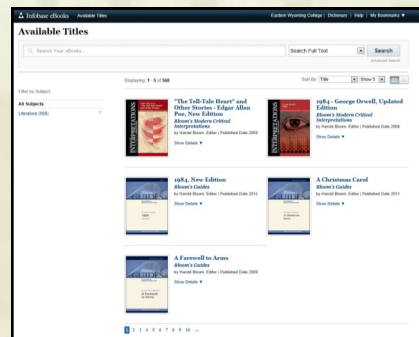 Infobase eBooks Available Titles
Eastern Wyoming College | Dictionary | Help | My Bookmarks ▼
Available Titles
Search Your eBooks...
Search Full Text
Search
Advanced Search
Displaying 1 - 5 of 568
Sort By: Title
Show 5
Filter by Subject
All Subjects
Literature (568)
INTERPRETATIONS
"The Tell-Tale Heart" and
Other Stories - Edgar Allan
Poe, New Edition
Bloom's Modern Critical
Interpretations
by Harold Bloom, Editor | Published Date 2009
Show Details ▼
INTERPRETATIONS
1984 - George Orwell, Updated
Edition
Bloom's Modern Critical
Interpretations
by Harold Bloom, Editor | Published Date 2009
Show Details ▼
1984, New Edition
Bloom's Guides
by Harold Bloom, Editor | Published Date 2012
Show Details ▼
A Christmas Carol
Bloom's Guides
by Harold Bloom, Editor | Published Date 2011
Show Details ▼
A Farewell to Arms
Bloom's Guides
by Harold Bloom, Editor | Published Date 2009
Show Details ▼
1 2 3 4 5 6 7 8 9 10 →